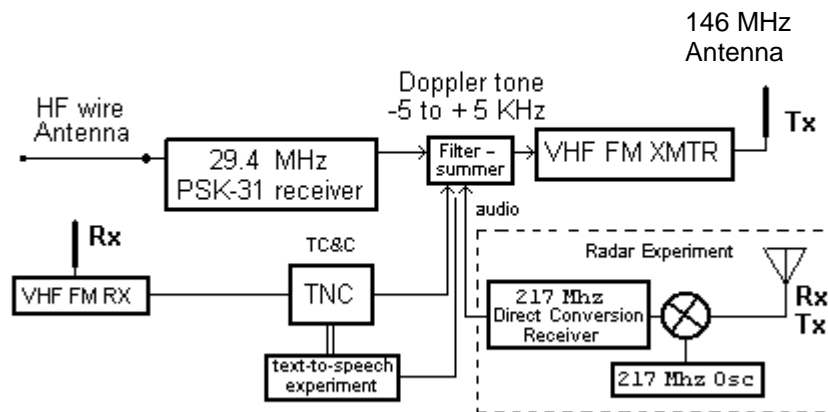 146 MHz
Antenna
Doppler tone
-5 to + 5 KHz
HF wire
Antenna
Tx
29.4 MHz
PSK-31 receiver
Filter -
summer
VHF FM XMTR
audio
Rx
TC&C
Radar Experiment
VHF FM RX
TNC
217 Mhz
Direct Conversion
Receiver
Rx
Tx
text-to-speech
experiment
217 Mhz Osc